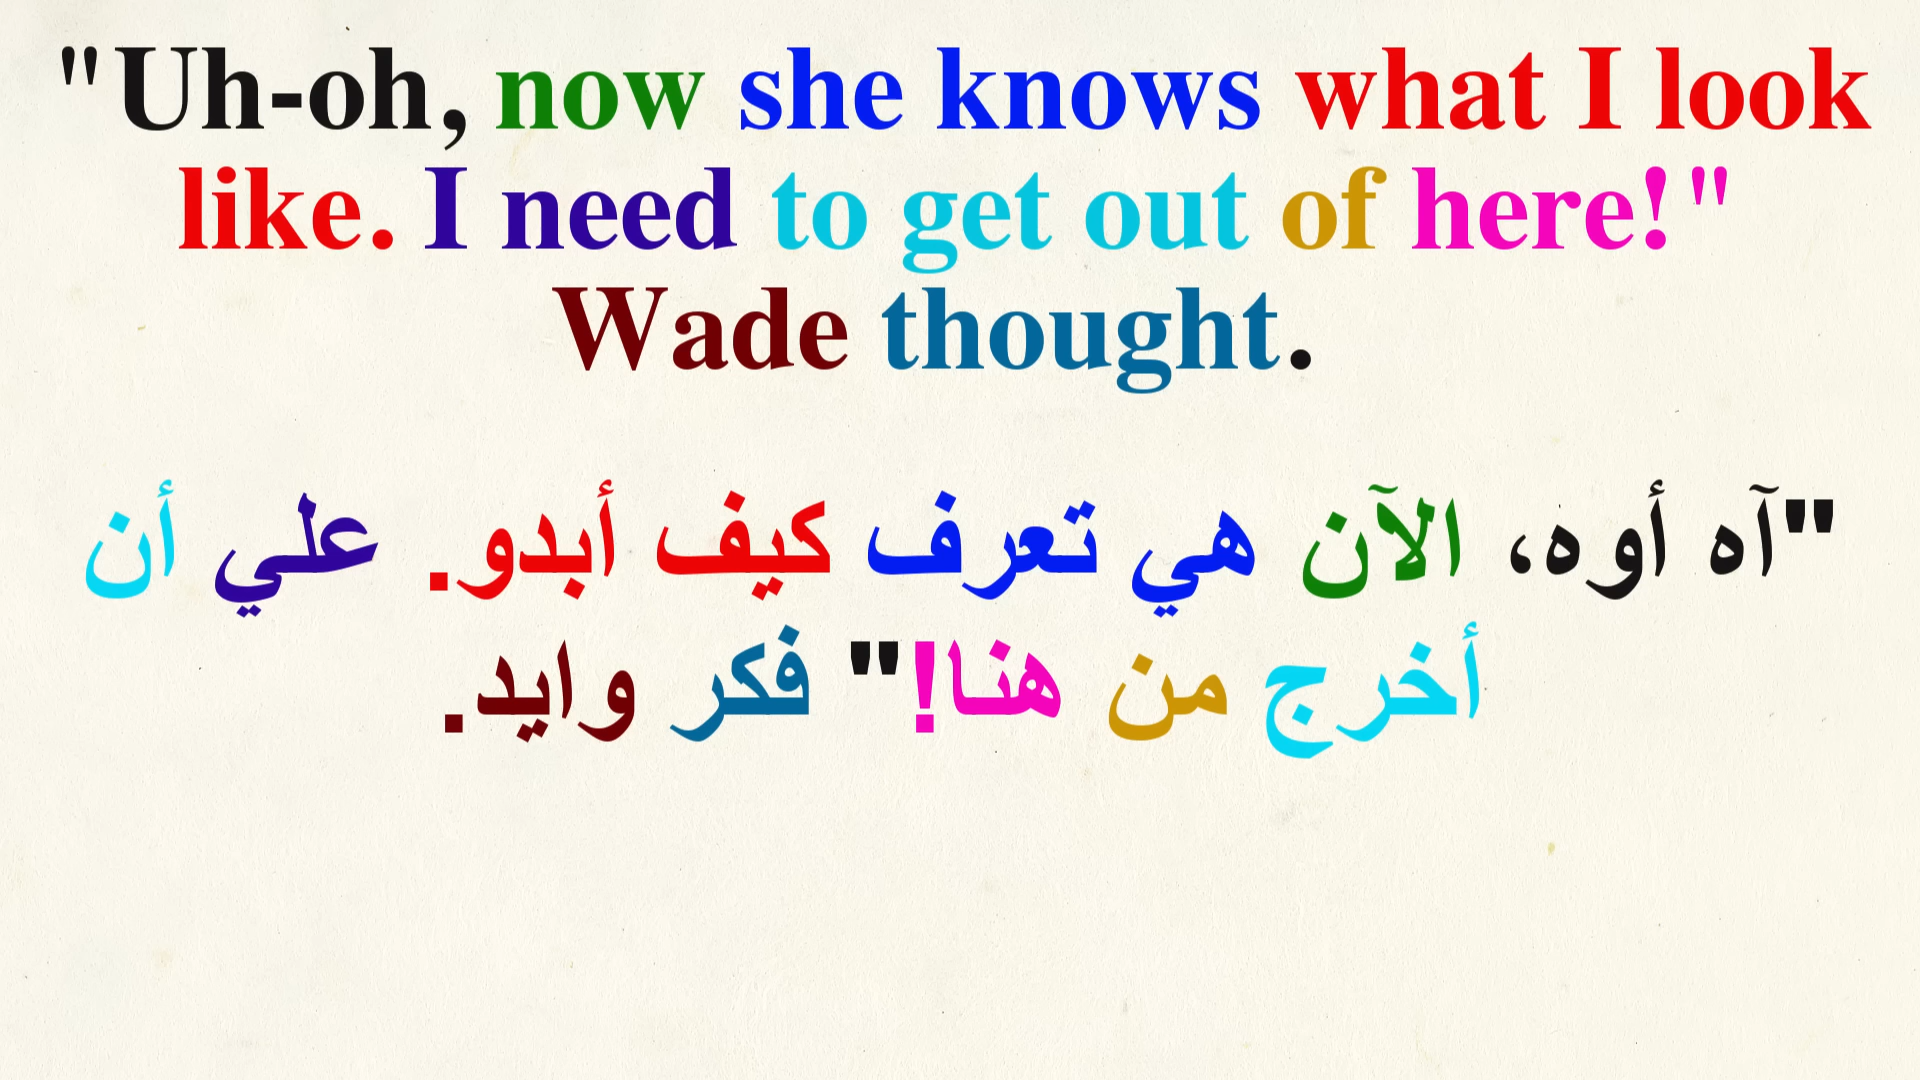 "Uh-oh, now she knows what I look
like. I need to get out of here!"
Wade thought.
"آه أوه، الآن هي تعرف كيف أبدو. علي أن
أخرج من هنا!" فكر وايد.